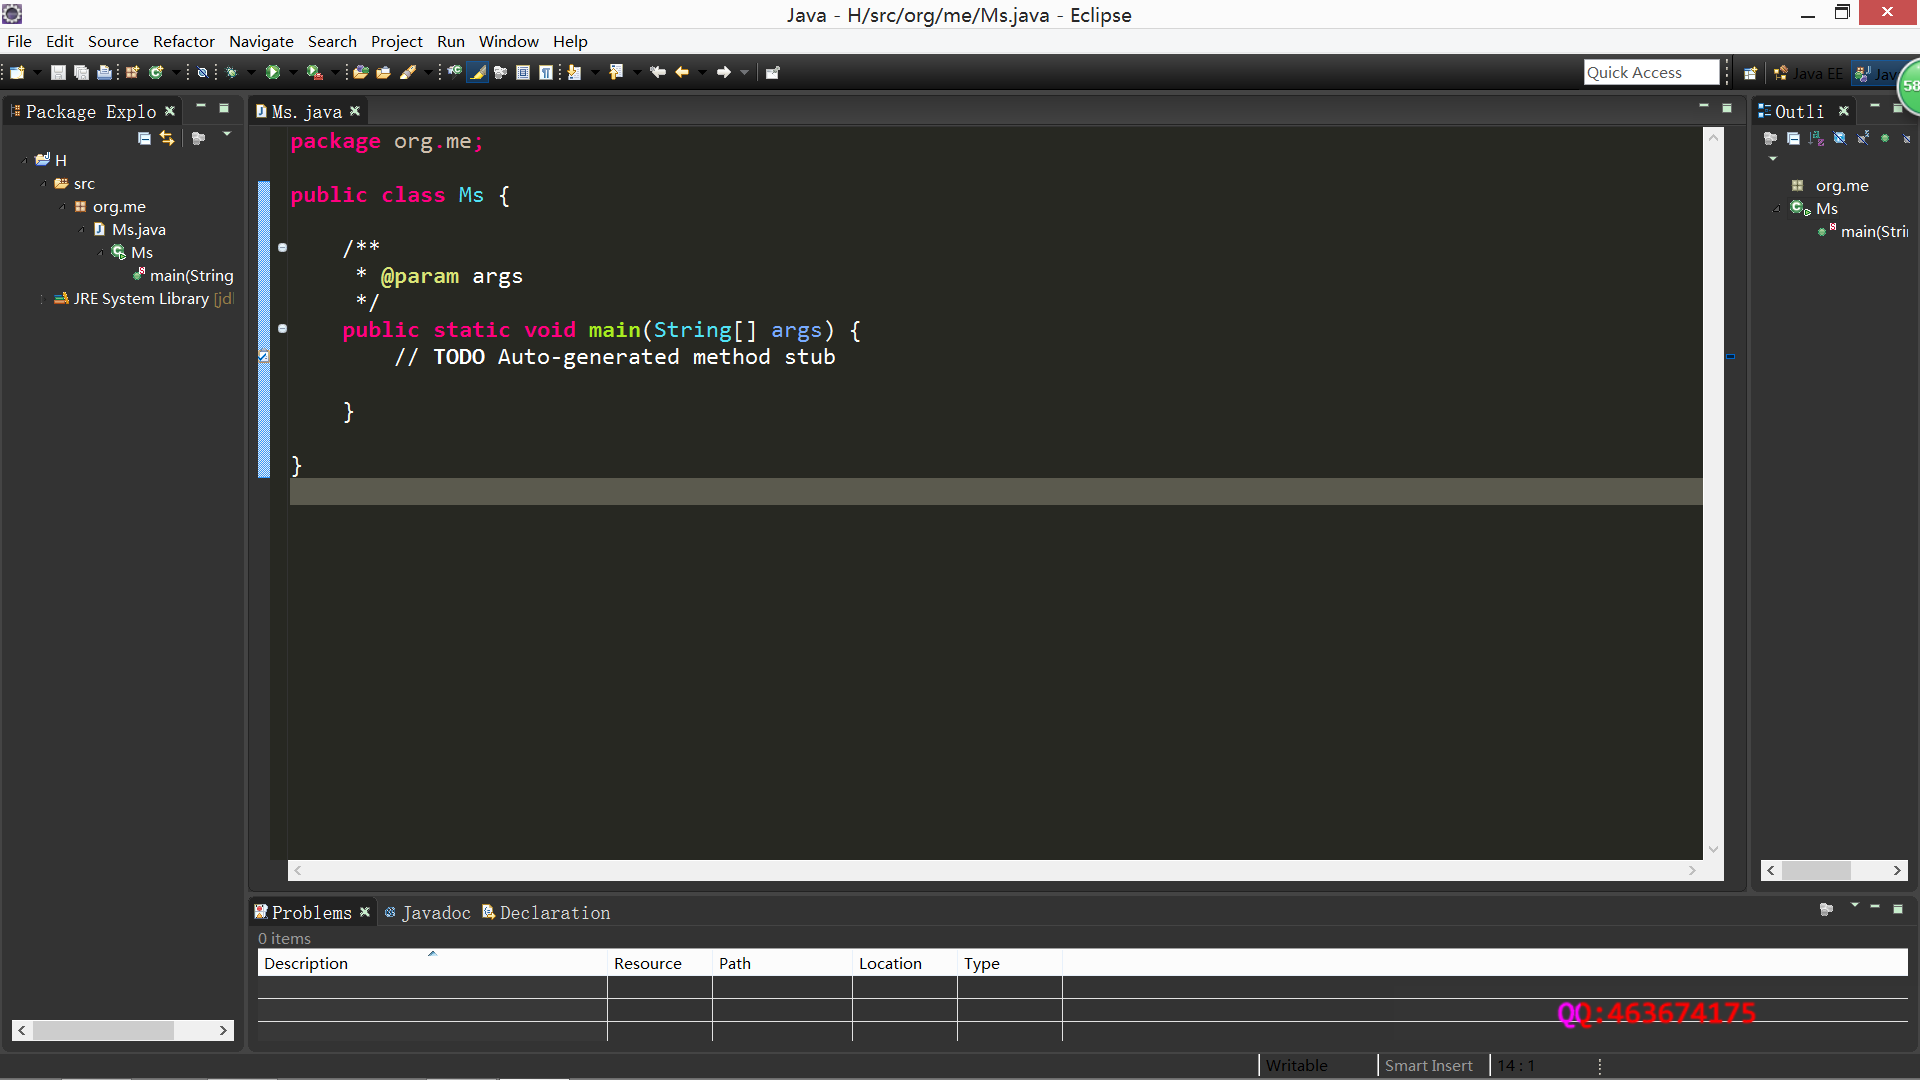 Java - H/src/org/me/Ms.java - Eclipse
File Edit Source Refactor Navigate Search Project Run Window Help
Quick Access
Java EE
Jav
58
Package Explo
Ms.java
Outli
H
src
org.me
Ms.java
Ms
main(String
JRE System Library [jd
package org.me;
public class Ms {
/**
* @param args
*/
public static void main(String[] args) {
// TODO Auto-generated method stub
}
}
org.me
Ms
main(Stri
Problems Javadoc Declaration
0 items
Description Resource Path Location Type
QQ:463674175
Writable Smart Insert 14 : 1